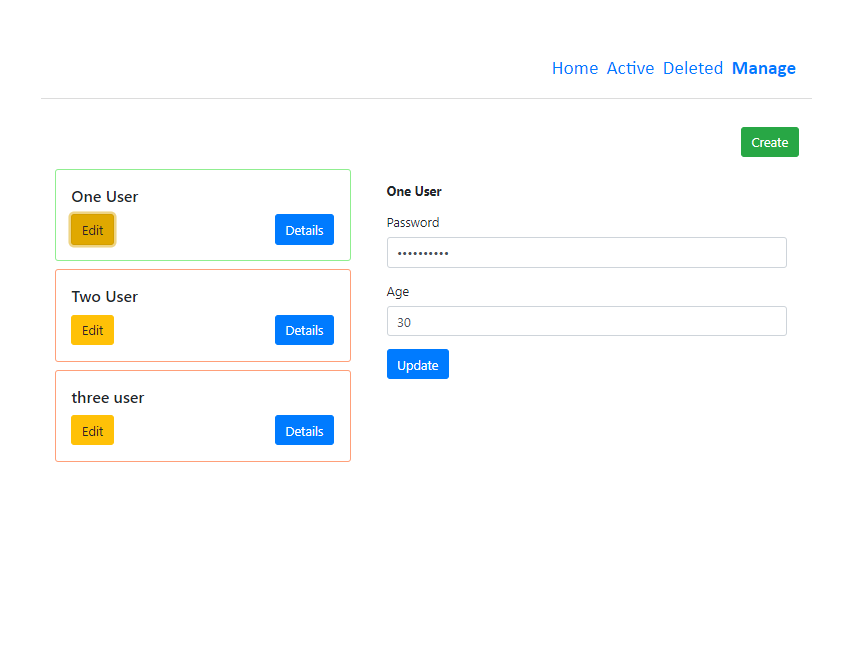 Home Active Deleted Manage
Create
One User
Edit Details
Two User
Edit Details
three user
Edit Details
One User
Password
••••••••••
Age
30
Update